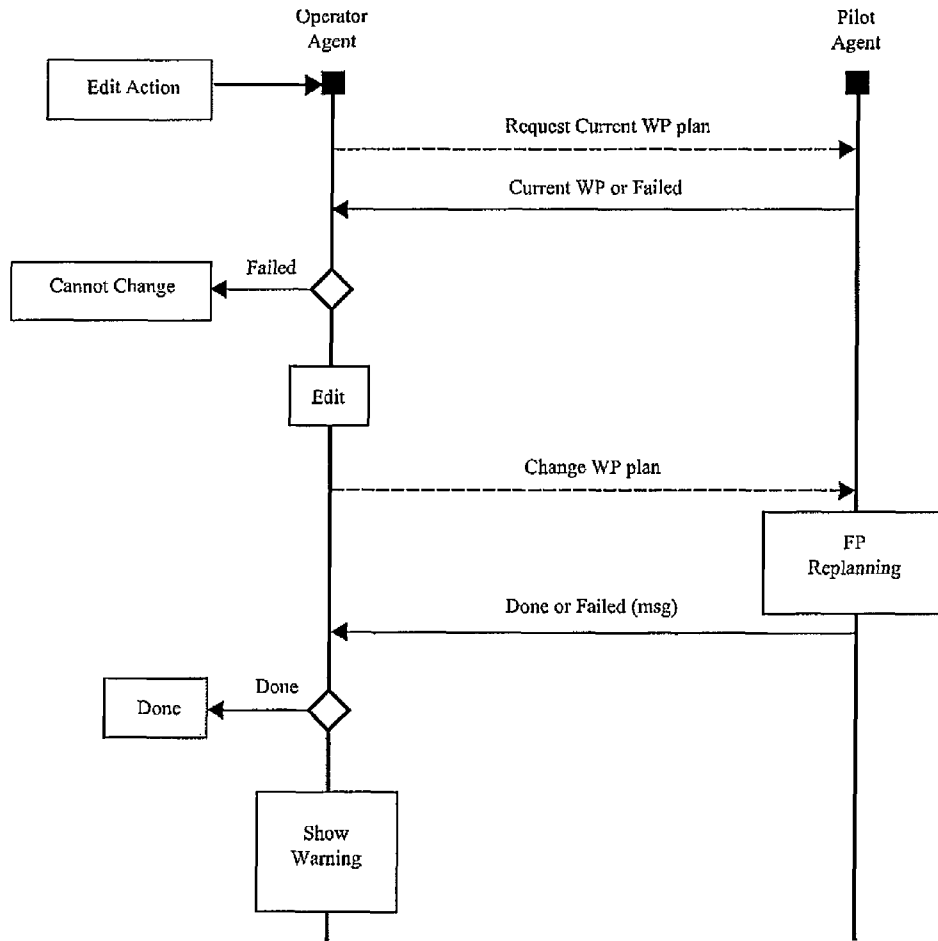 Operator
Agent
Pilot
Agent
Edit Action
Request Current WP plan
Current WP or Failed
Failed
Cannot Change
Edit
Change WP plan
FP
Replanning
Done or Failed (msg)
Done
Done
Show
Warning